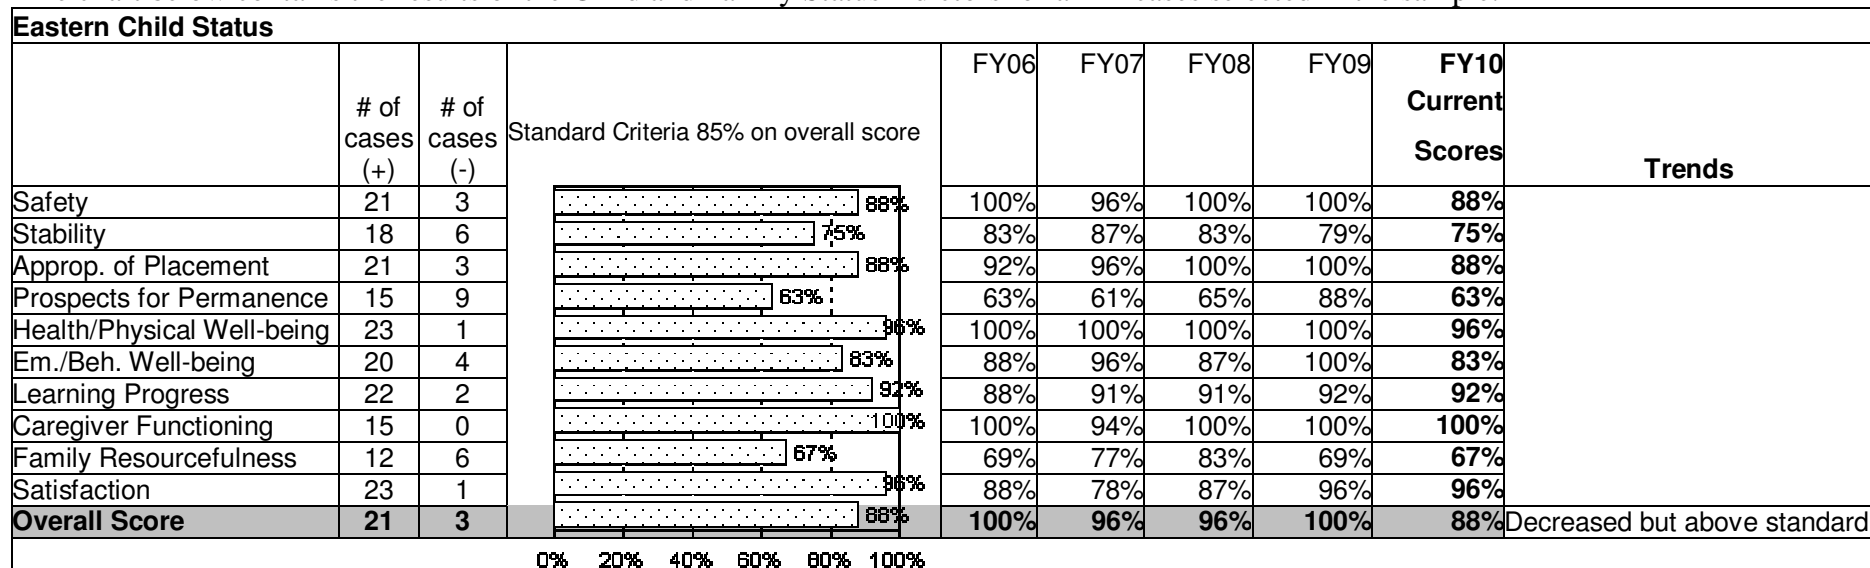 Eastern Child Status
# of cases (+) # of cases (-) Standard Criteria 85% on overall score FY06 FY07 FY08 FY09 FY10 Current Scores Trends
Safety 21 3 88% 100% 96% 100% 100% 88%
Stability 18 6 75% 83% 87% 83% 79% 75%
Approp. of Placement 21 3 88% 92% 96% 100% 100% 88%
Prospects for Permanence 15 9 63% 63% 61% 65% 88% 63%
Health/Physical Well-being 23 1 96% 100% 100% 100% 100% 96%
Em./Beh. Well-being 20 4 83% 88% 96% 87% 100% 83%
Learning Progress 22 2 92% 88% 91% 91% 92% 92%
Caregiver Functioning 15 0 100% 100% 94% 100% 100% 100%
Family Resourcefulness 12 6 67% 69% 77% 83% 69% 67%
Satisfaction 23 1 96% 88% 78% 87% 96% 96%
Overall Score 21 3 88% 100% 96% 96% 100% 88% Decreased but above standard
0% 20% 40% 60% 80% 100%